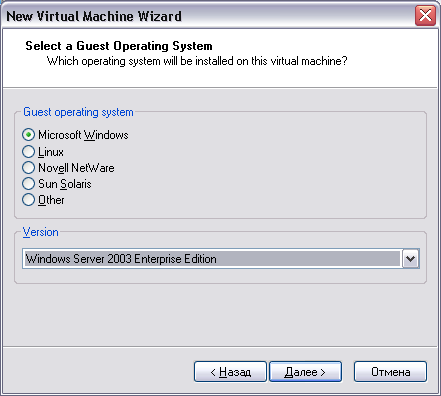 New Virtual Machine Wizard
Select a Guest Operating System
Which operating system will be installed on this virtual machine?
Guest operating system
Microsoft Windows
Linux
Novell NetWare
Sun Solaris
Other
Version
Windows Server 2003 Enterprise Edition
< Назад Далее > Отмена